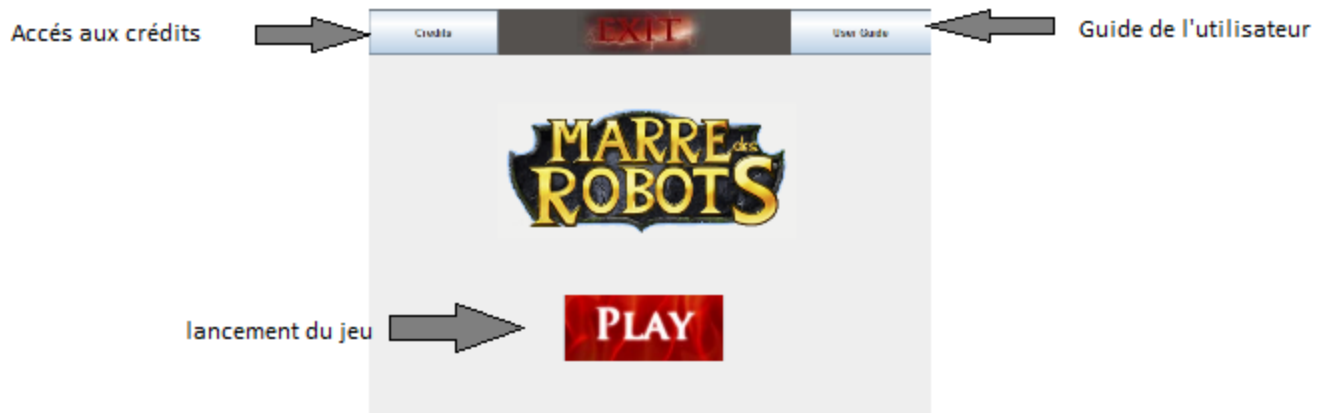 Accés aux crédits
Credits
EXIT
User Guide
Guide de l'utilisateur
MARRE des
ROBOTS
lancement du jeu
PLAY